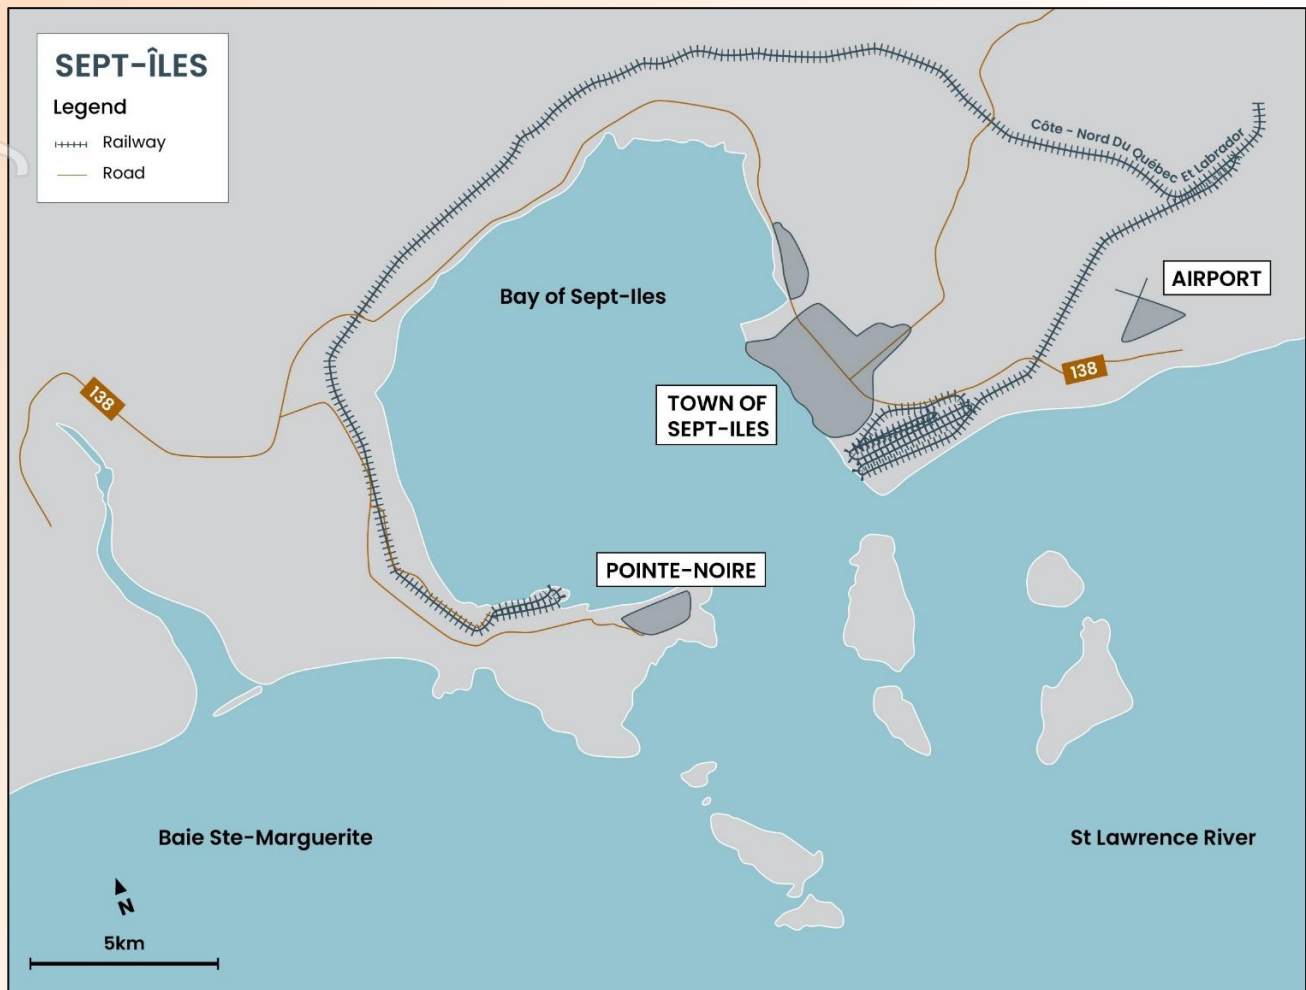 SEPT-ÎLES
Legend
Railway
Road
Côte - Nord Du Québec Et Labrador
AIRPORT
Bay of Sept-Iles
138
138
TOWN OF
SEPT-ILES
POINTE-NOIRE
Baie Ste-Marguerite
St Lawrence River
N
5km